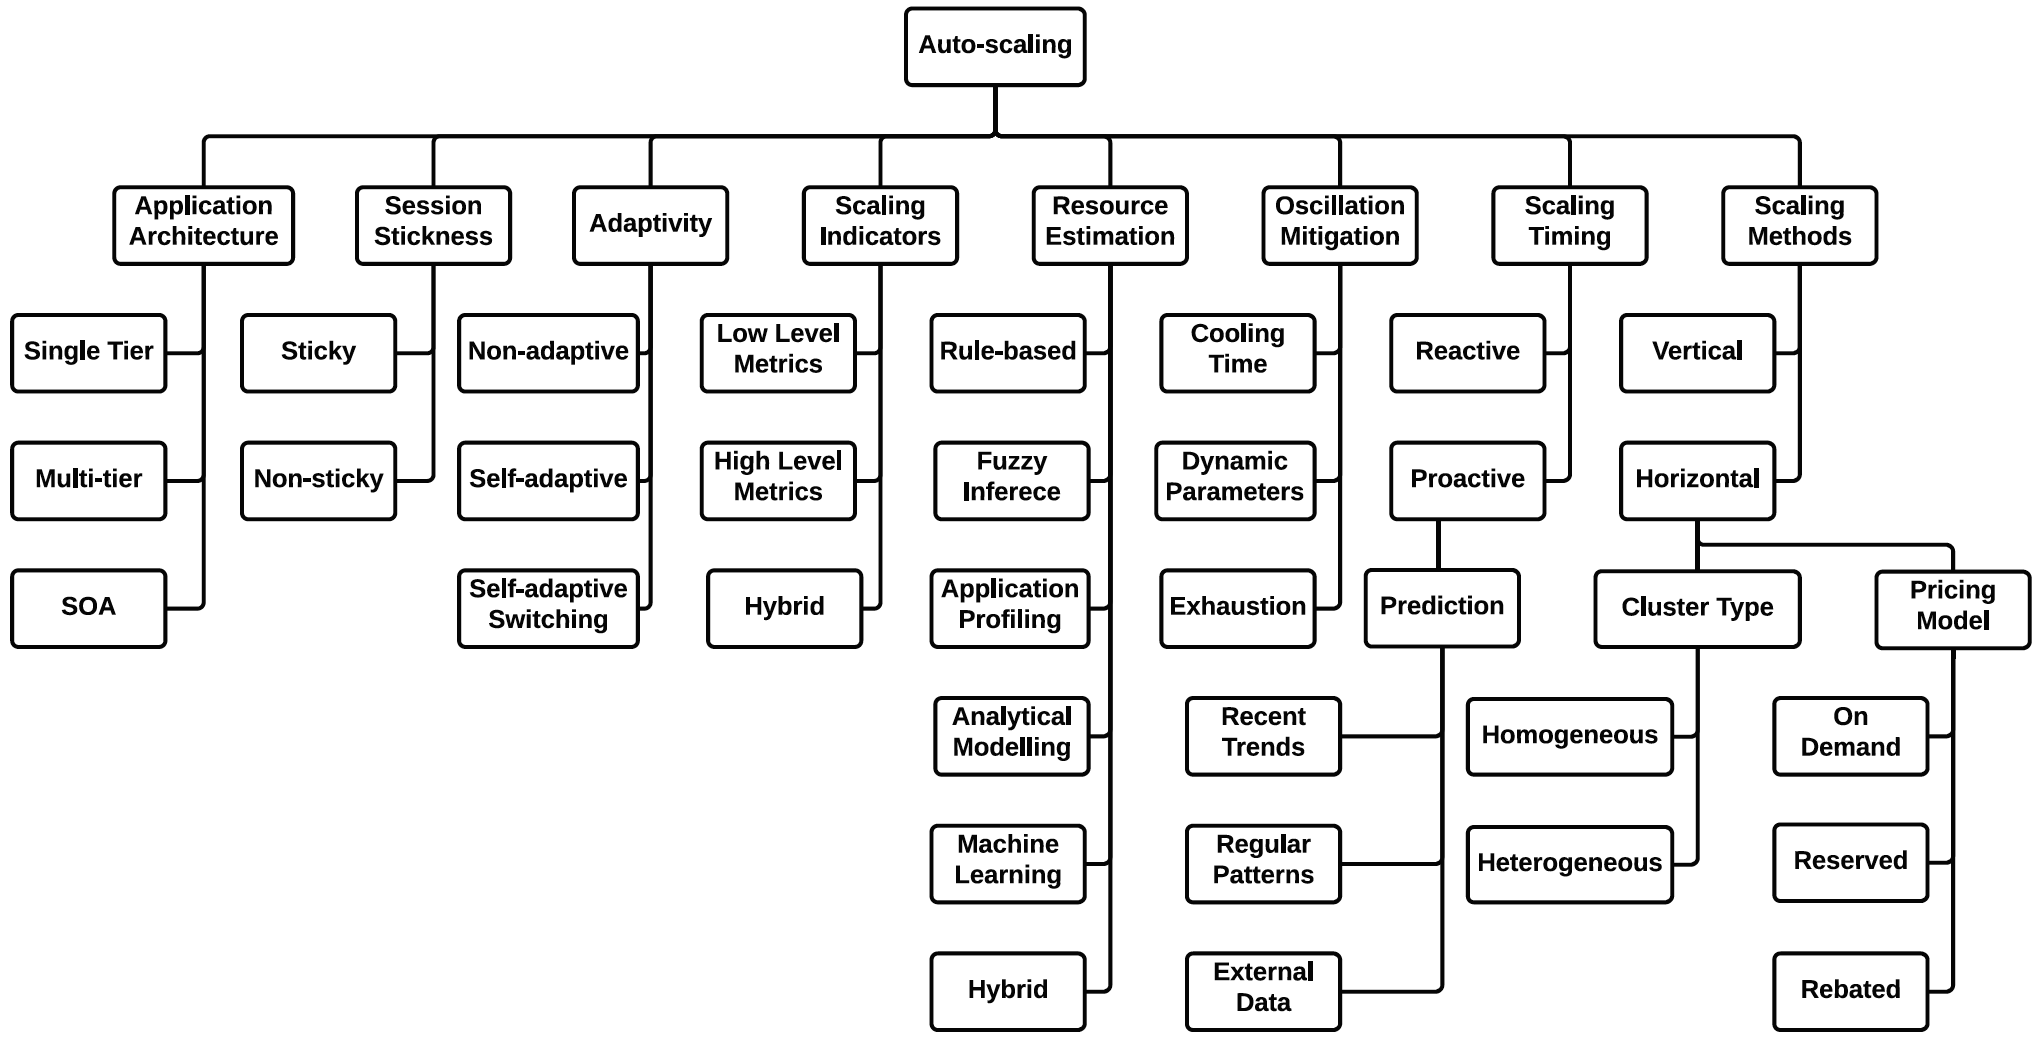 Auto-scaling
Application
Architecture
Session
Stickness
Adaptivity
Scaling
Indicators
Resource
Estimation
Oscillation
Mitigation
Scaling
Timing
Scaling
Methods
Single Tier
Sticky
Non-adaptive
Low Level
Metrics
Rule-based
Cooling
Time
Reactive
Vertical
Multi-tier
Non-sticky
Self-adaptive
High Level
Metrics
Fuzzy
Inferece
Dynamic
Parameters
Proactive
Horizontal
SOA
Self-adaptive
Switching
Hybrid
Application
Profiling
Exhaustion
Prediction
Cluster Type
Pricing
Model
Analytical
Modelling
Recent
Trends
Homogeneous
On
Demand
Machine
Learning
Regular
Patterns
Heterogeneous
Reserved
Hybrid
External
Data
Rebated